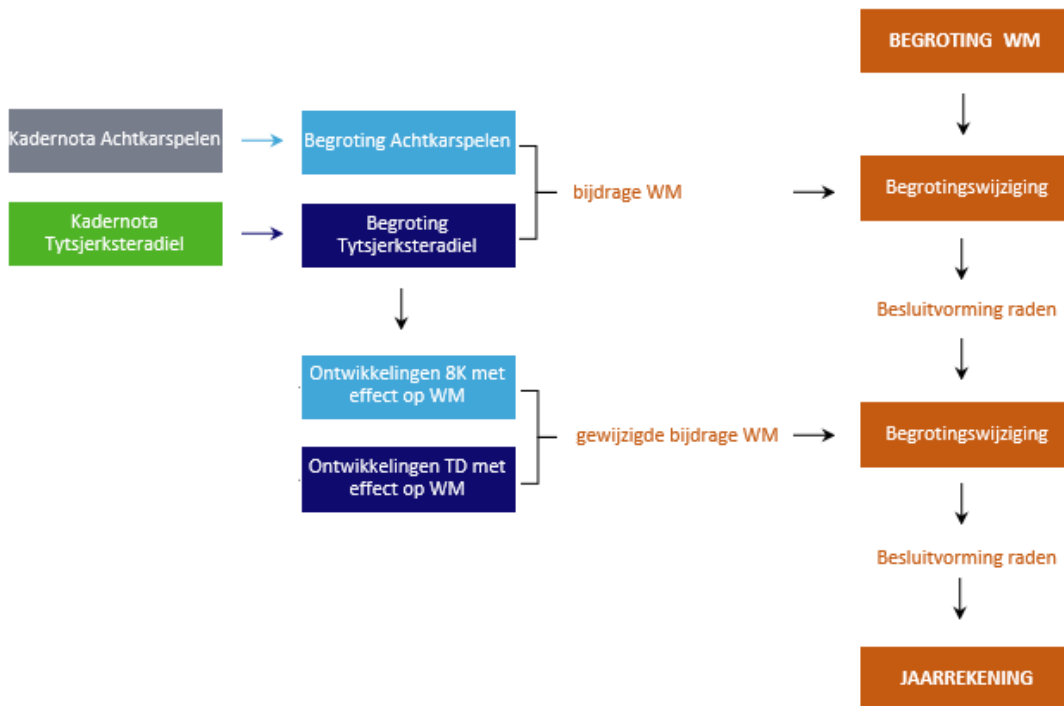 BEGROTING WM
Kadernota Achtkarspelen
Begroting Achtkarspelen
bijdrage WM
Begrotingswijziging
Kadernota
Tytsjerksteradiel
Begroting
Tytsjerksteradiel
Besluitvorming raden
Ontwikkelingen 8K met
effect op WM
gewijzigde bijdrage WM
Begrotingswijziging
Ontwikkelingen TD met
effect op WM
Besluitvorming raden
JAARREKENING